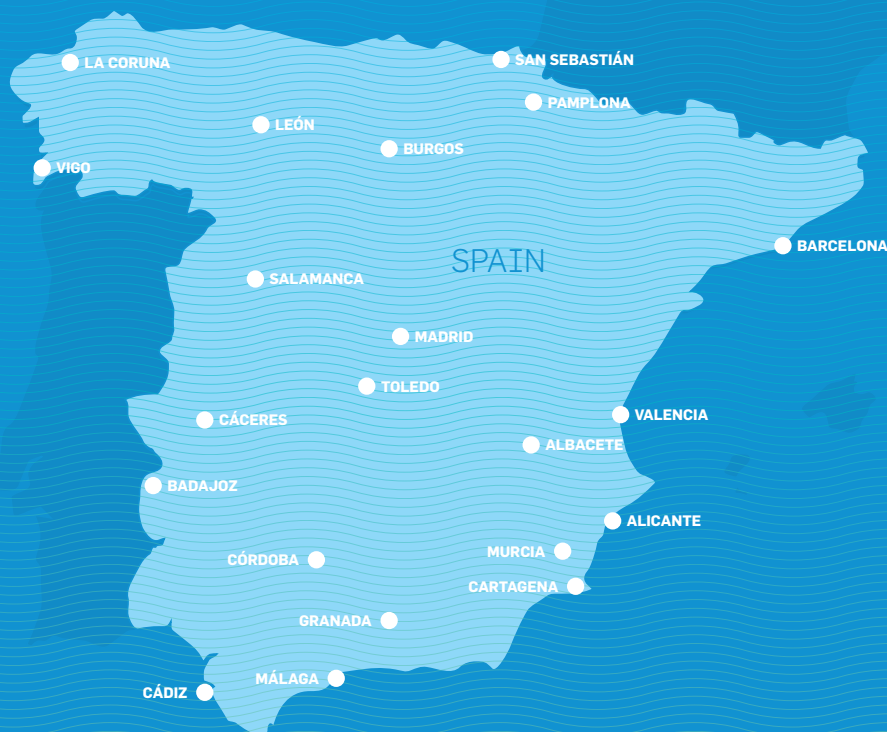 SAN SEBASTIÁN
LA CORUNA
PAMPLONA
LEÓN
BURGOS
VIGO
BARCELONA
SPAIN
SALAMANCA
MADRID
TOLEDO
VALENCIA
CÁCERES
ALBACETE
BADAJOZ
ALICANTE
MURCIA
CÓRDOBA
CARTAGENA
GRANADA
MÁLAGA
CÁDIZ